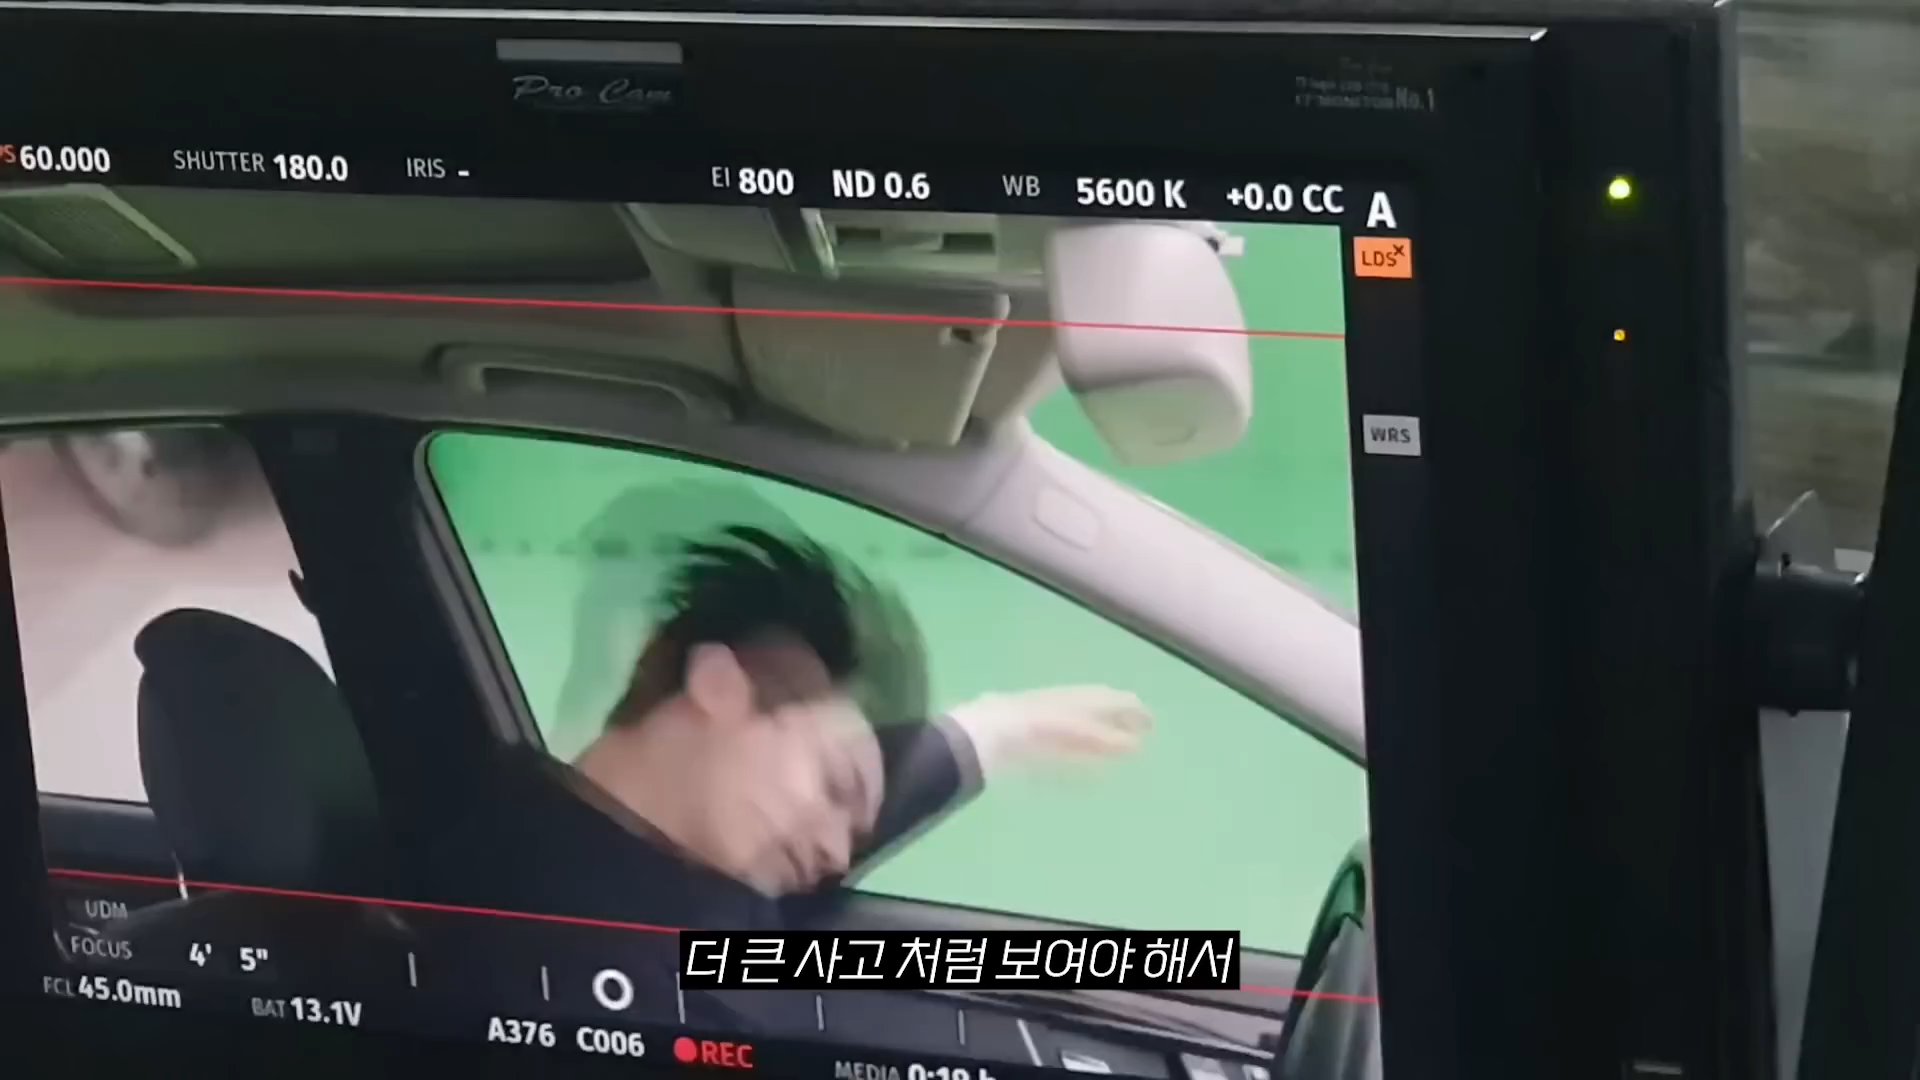 Pro Cam
No.1
60.000 SHUTTER 180.0 IRIS - EI 800 ND 0.6 WB 5600 K +0.0 CC A
LDS
WRS
UDM
FOCUS 4' 5"
FCL 45.0mm BAT 13.1V
A376 C006 REC MEDIA
더 큰 사고 처럼 보여야 해서